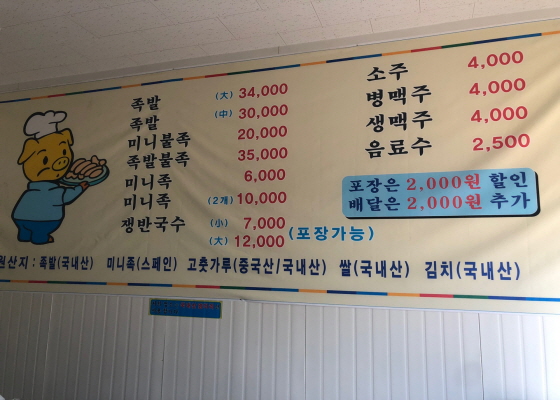 족발 (大) 34,000
족발 (中) 30,000
미니불족 20,000
족발불족 35,000
미니족 6,000
미니족 (2개) 10,000
쟁반국수 (小) 7,000
(大) 12,000 (포장가능)
소주 4,000
병맥주 4,000
생맥주 4,000
음료수 2,500
포장은 2,000원 할인
배달은 2,000원 추가
원산지 : 족발(국내산) 미니족(스페인) 고춧가루(중국산/국내산) 쌀(국내산) 김치(국내산)